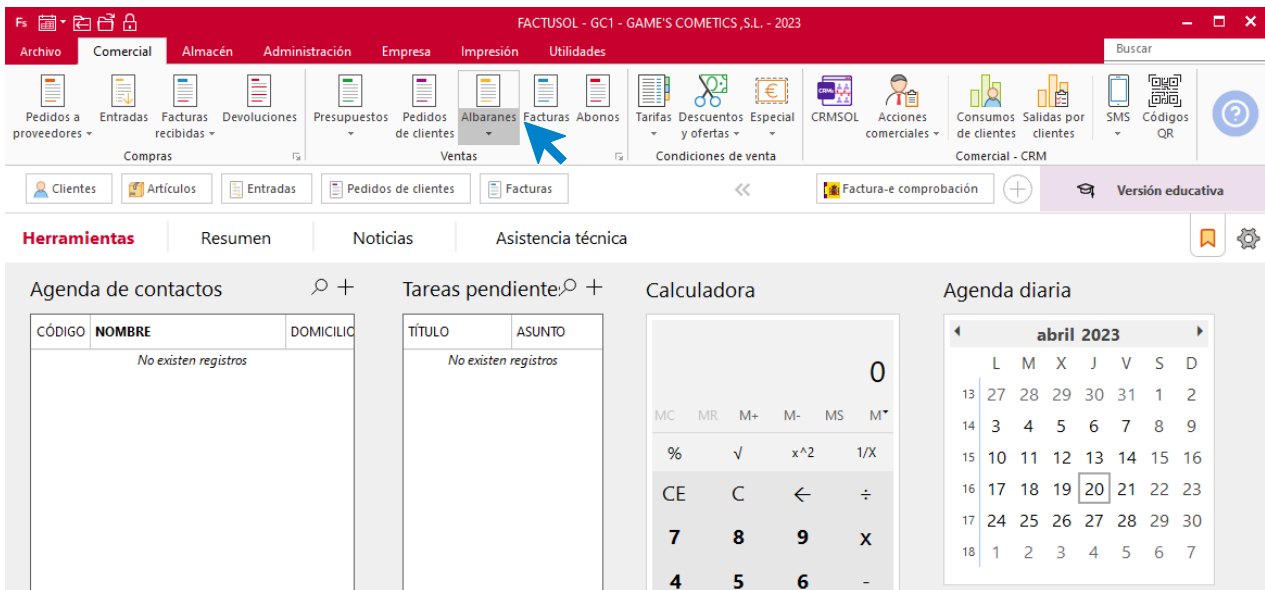 Fs
FACTUSOL - GC1 - GAME'S COMETICS ,S.L. - 2023
Archivo Comercial Almacén Administración Empresa Impresión Utilidades Buscar
Pedidos a proveedores
Entradas
Facturas recibidas
Devoluciones
Presupuestos
Pedidos de clientes
Albaranes
Facturas
Abonos
Tarifas
Descuentos y ofertas
Especial
CRMSOL
Acciones comerciales
Consumos de clientes
Salidas por clientes
SMS
Códigos QR
?
Compras Ventas Condiciones de venta Comercial - CRM
Clientes Artículos Entradas Pedidos de clientes Facturas << Factura-e comprobación + Versión educativa
Herramientas Resumen Noticias Asistencia técnica
Agenda de contactos
CÓDIGO NOMBRE DOMICILIO
No existen registros
Tareas pendientes
TÍTULO ASUNTO
No existen registros
Calculadora
0
MC MR M+ M- MS M
% √ x^2 1/X
CE C ← ÷
7 8 9 x
4 5 6 -
Agenda diaria
abril 2023
L M X J V S D
13 27 28 29 30 31 1 2
14 3 4 5 6 7 8 9
15 10 11 12 13 14 15 16
16 17 18 19 20 21 22 23
17 24 25 26 27 28 29 30
18 1 2 3 4 5 6 7